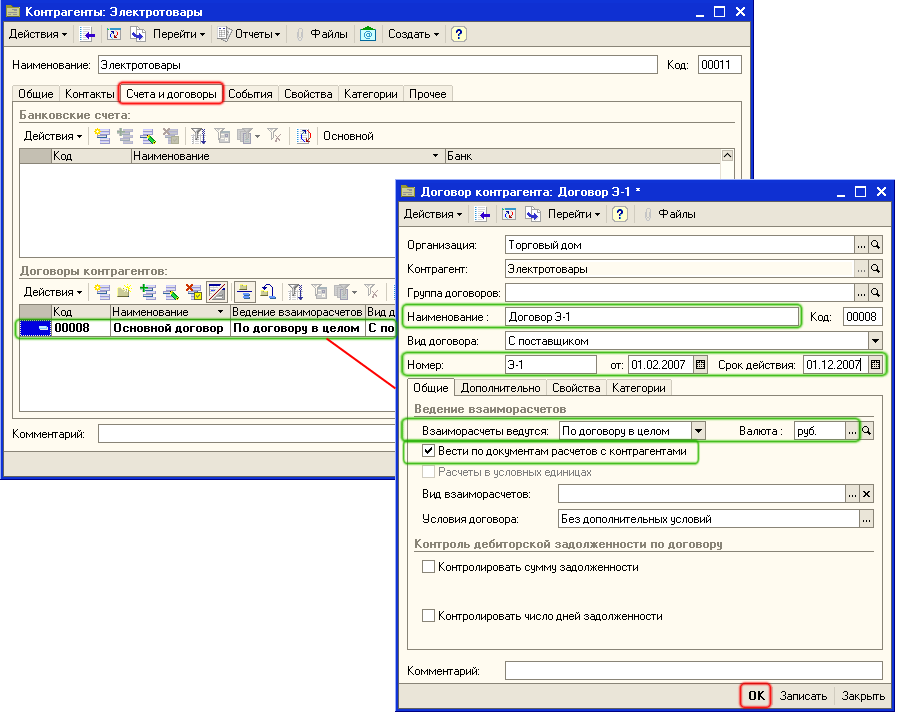 Контрагенты: Электротовары
Действия Перейти Отчеты Файлы Создать ?
Наименование: Электротовары Код: 00011
Общие Контакты Счета и договоры События Свойства Категории Прочее
Банковские счета:
Действия Основной
Код Наименование Банк
Договоры контрагентов:
Действия
Код Наименование Ведение взаиморасчетов Вид д
00008 Основной договор По договору в целом С по
Комментарий:
Договор контрагента: Договор Э-1 *
Действия Перейти ? Файлы
Организация: Торговый дом ...
Контрагент: Электротовары ...
Группа договоров: ...
Наименование : Договор Э-1 Код: 00008
Вид договора: С поставщиком
Номер: Э-1 от: 01.02.2007 Срок действия: 01.12.2007
Общие Дополнительно Свойства Категории
Ведение взаиморасчетов
Взаиморасчеты ведутся: По договору в целом Валюта : руб. ...
Вести по документам расчетов с контрагентами
Расчеты в условных единицах
Вид взаиморасчетов: ... x
Условия договора: Без дополнительных условий ...
Контроль дебиторской задолженности по договору
Контролировать сумму задолженности
Контролировать число дней задолженности
Комментарий:
OK Записать Закрыть